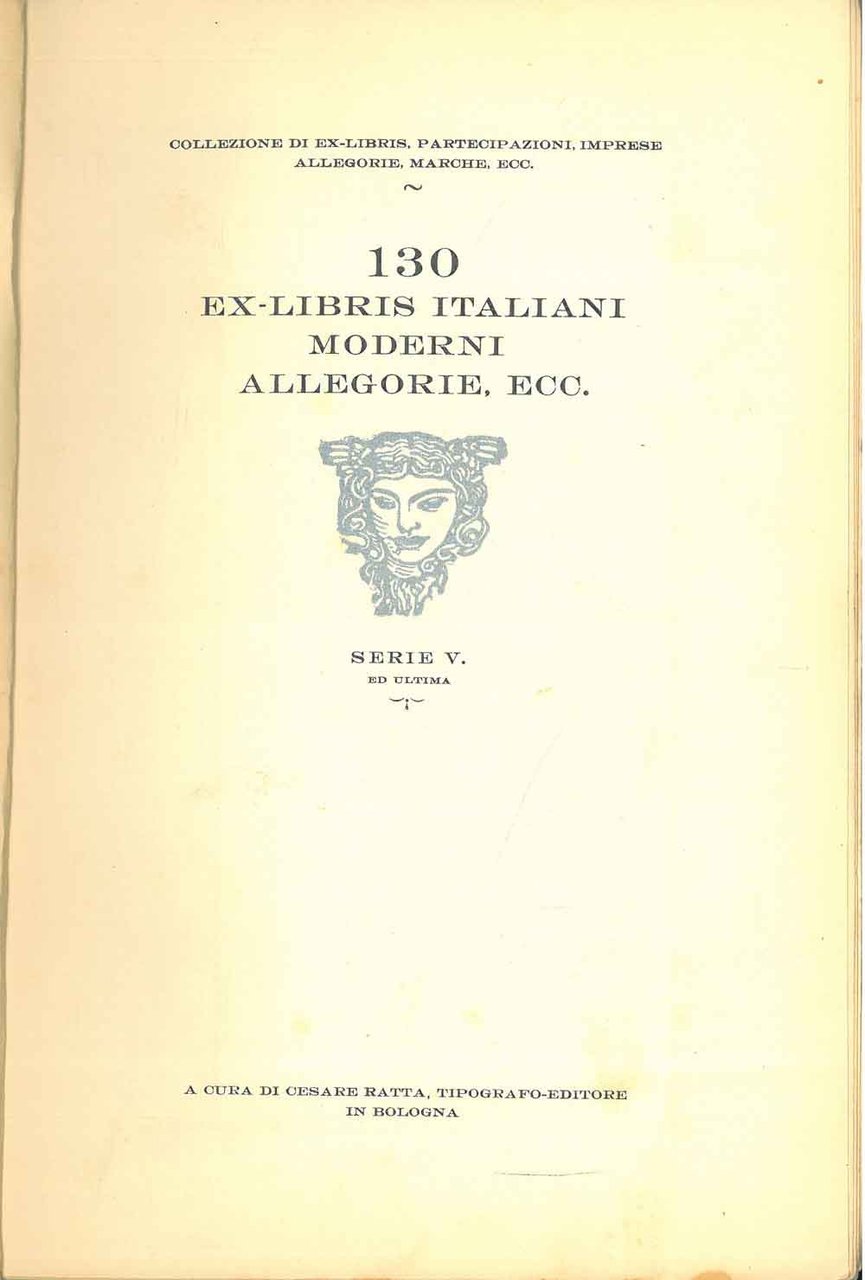 COLLEZIONE DI EX-LIBRIS, PARTECIPAZIONI, IMPRESE
ALLEGORIE, MARCHE, ECC.
130
EX-LIBRIS ITALIANI
MODERNI
ALLEGORIE, ECC.
SERIE V.
ED ULTIMA
A CURA DI CESARE RATTA, TIPOGRAFO-EDITORE
IN BOLOGNA